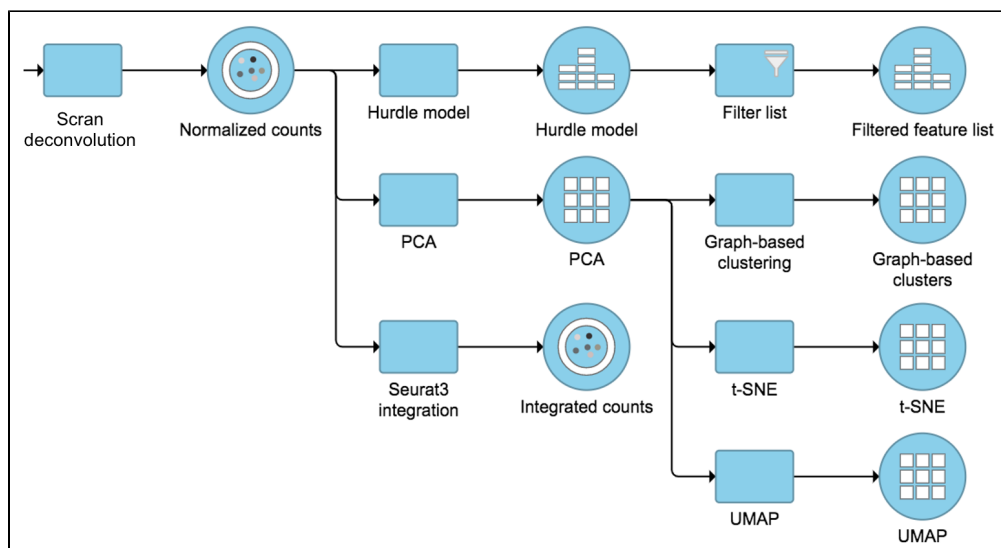 Scran
deconvolution
Normalized counts
Hurdle model
Hurdle model
Filter list
Filtered feature list
PCA
PCA
Graph-based
clustering
Graph-based
clusters
Seurat3
integration
Integrated counts
t-SNE
t-SNE
UMAP
UMAP